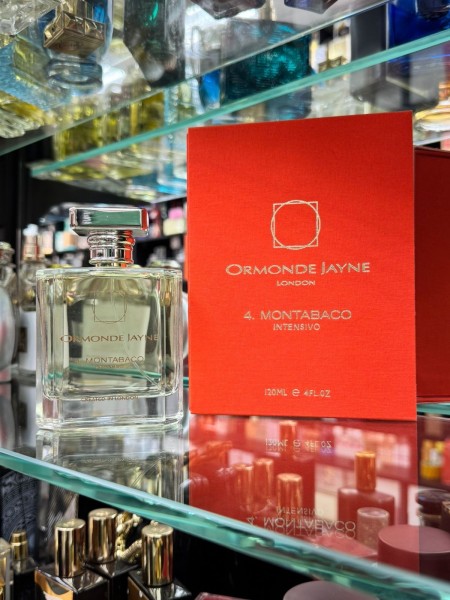 ORMONDE JAYNE
LONDON
4. MONTABACO
INTENSIVO
120ML e 4FL.OZ
ORMONDE JAYNE
MONTABACO